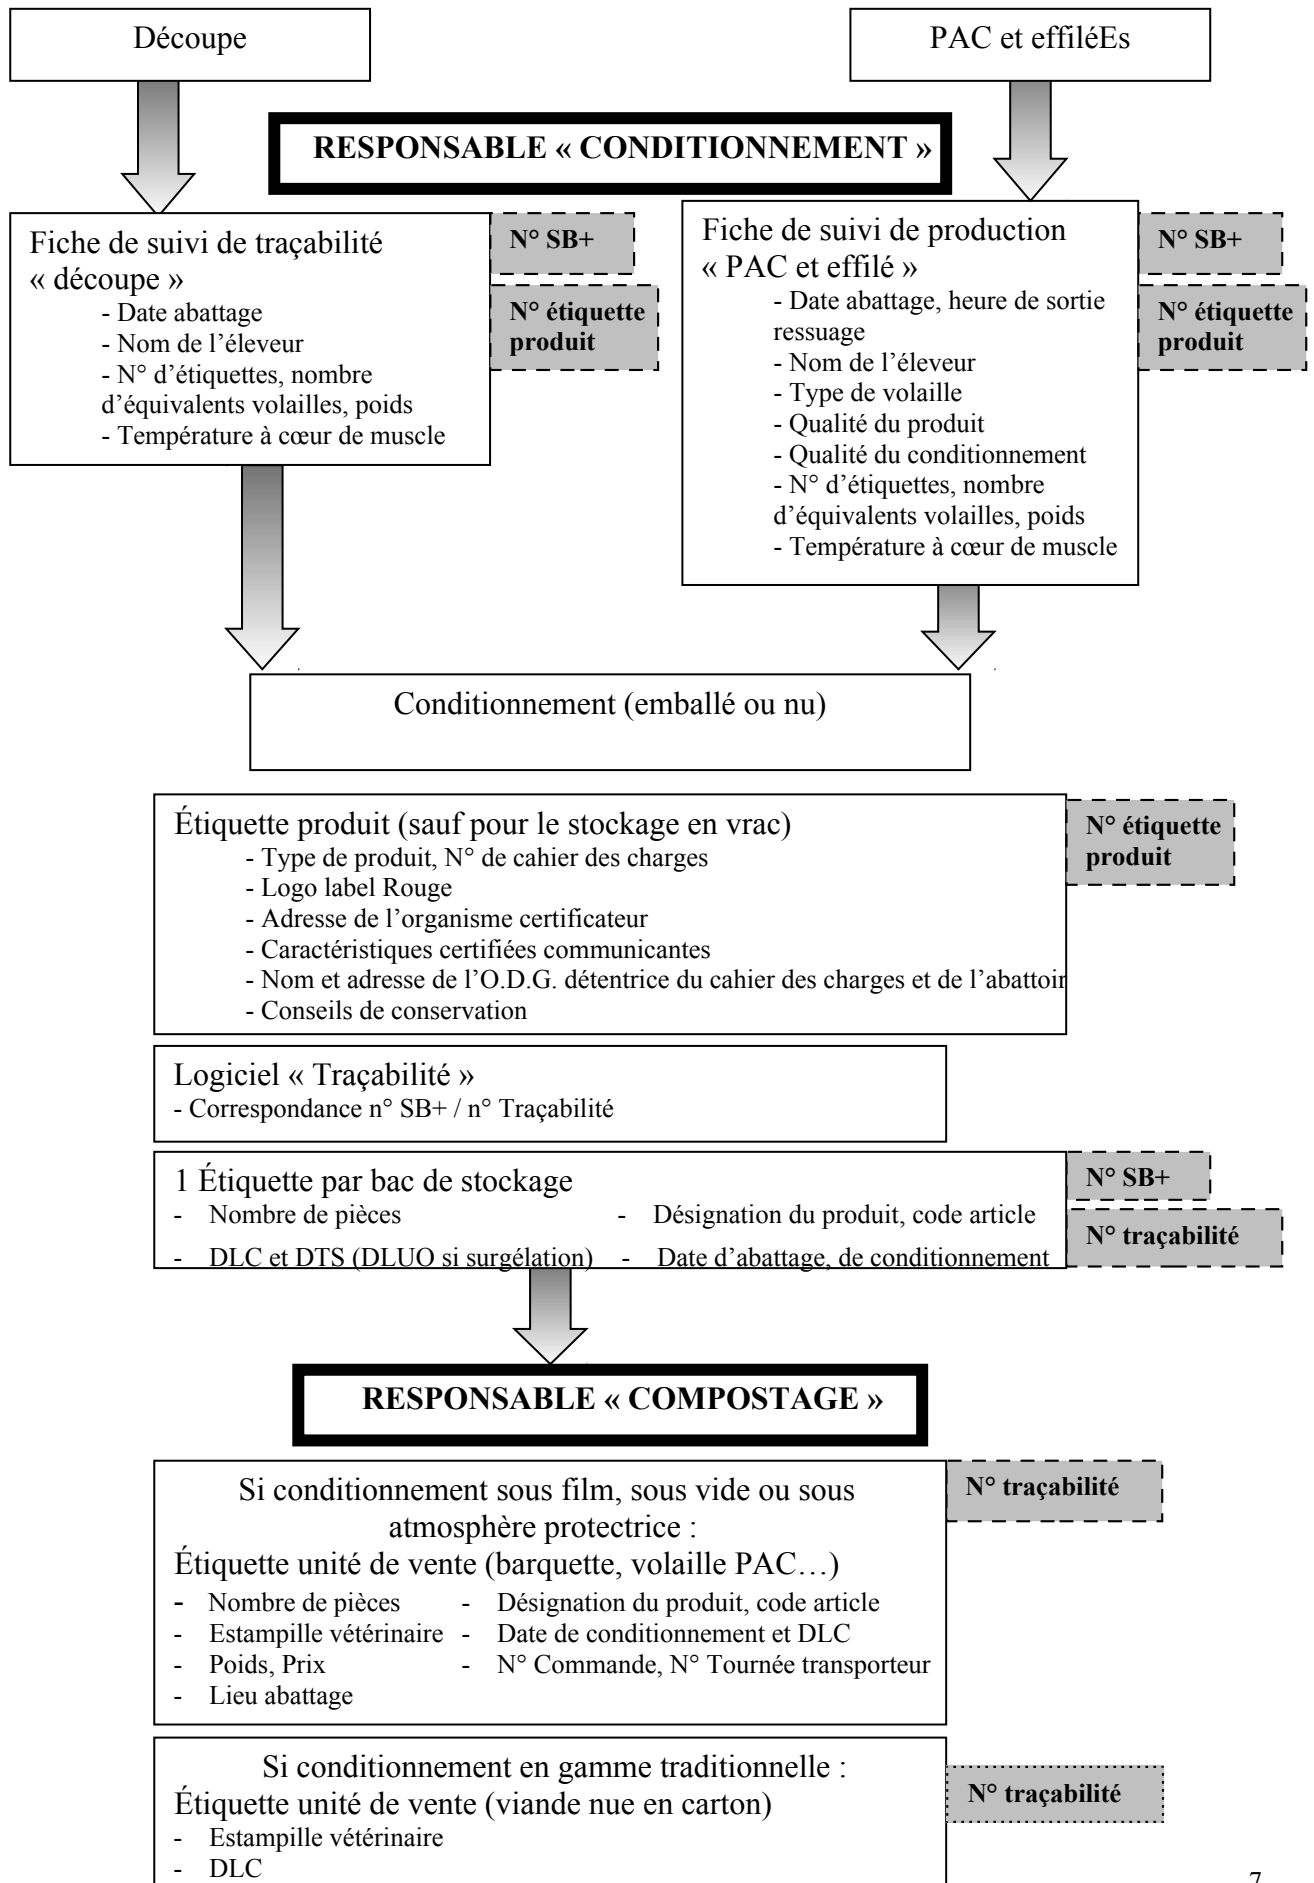 Découpe
PAC et effiléEs
RESPONSABLE « CONDITIONNEMENT »
Fiche de suivi de traçabilité
« découpe »
- Date abattage
- Nom de l’éleveur
- N° d’étiquettes, nombre
d’équivalents volailles, poids
- Température à cœur de muscle
N° SB+
N° étiquette
produit
Fiche de suivi de production
« PAC et effilé »
- Date abattage, heure de sortie
ressuage
- Nom de l’éleveur
- Type de volaille
- Qualité du produit
- Qualité du conditionnement
- N° d’étiquettes, nombre
d’équivalents volailles, poids
- Température à cœur de muscle
N° SB+
N° étiquette
produit
Conditionnement (emballé ou nu)
Étiquette produit (sauf pour le stockage en vrac)
- Type de produit, N° de cahier des charges
- Logo label Rouge
- Adresse de l’organisme certificateur
- Caractéristiques certifiées communicantes
- Nom et adresse de l’O.D.G. détentrice du cahier des charges et de l’abattoir
- Conseils de conservation
N° étiquette
produit
Logiciel « Traçabilité »
- Correspondance n° SB+ / n° Traçabilité
1 Étiquette par bac de stockage
- Nombre de pièces - Désignation du produit, code article
- DLC et DTS (DLUO si surgélation) - Date d’abattage, de conditionnement
N° SB+
N° traçabilité
RESPONSABLE « COMPOSTAGE »
Si conditionnement sous film, sous vide ou sous
atmosphère protectrice :
Étiquette unité de vente (barquette, volaille PAC…)
- Nombre de pièces - Désignation du produit, code article
- Estampille vétérinaire - Date de conditionnement et DLC
- Poids, Prix - N° Commande, N° Tournée transporteur
- Lieu abattage
N° traçabilité
Si conditionnement en gamme traditionnelle :
Étiquette unité de vente (viande nue en carton)
- Estampille vétérinaire
- DLC
N° traçabilité
7